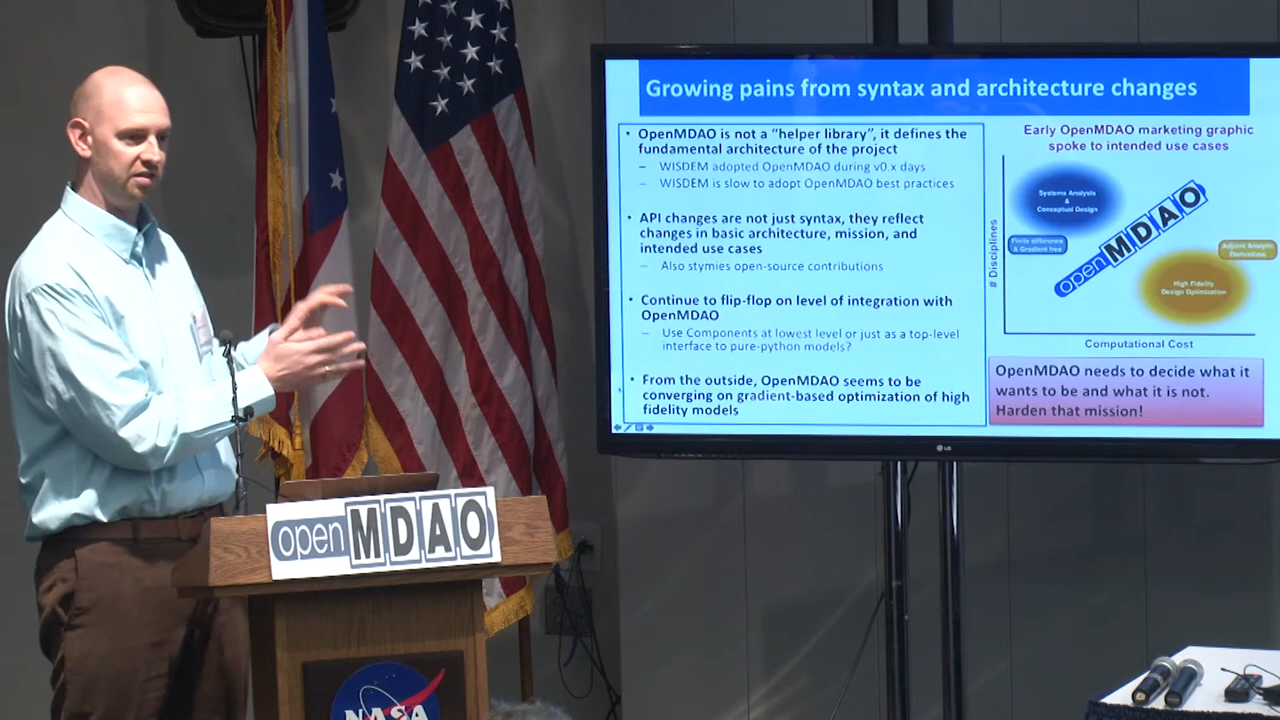 Growing pains from syntax and architecture changes
• OpenMDAO is not a "helper library", it defines the
fundamental architecture of the project
– WISDEM adopted OpenMDAO during v0.x days
– WISDEM is slow to adopt OpenMDAO best practices
• API changes are not just syntax, they reflect
changes in basic architecture, mission, and
intended use cases
– Also stymies open-source contributions
• Continue to flip-flop on level of integration with
OpenMDAO
– Use Components at lowest level or just as a top-level
interface to pure-python models?
• From the outside, OpenMDAO seems to be
converging on gradient-based optimization of high
fidelity models
Early OpenMDAO marketing graphic
spoke to intended use cases
# Disciplines
Systems Analysis
&
Conceptual Design
Finite difference
& Gradient free
openMDAO
Adjoint Analytic
Derivatives
High Fidelity
Design Optimization
Computational Cost
OpenMDAO needs to decide what it
wants to be and what it is not.
Harden that mission!
LG
openMDAO
NASA